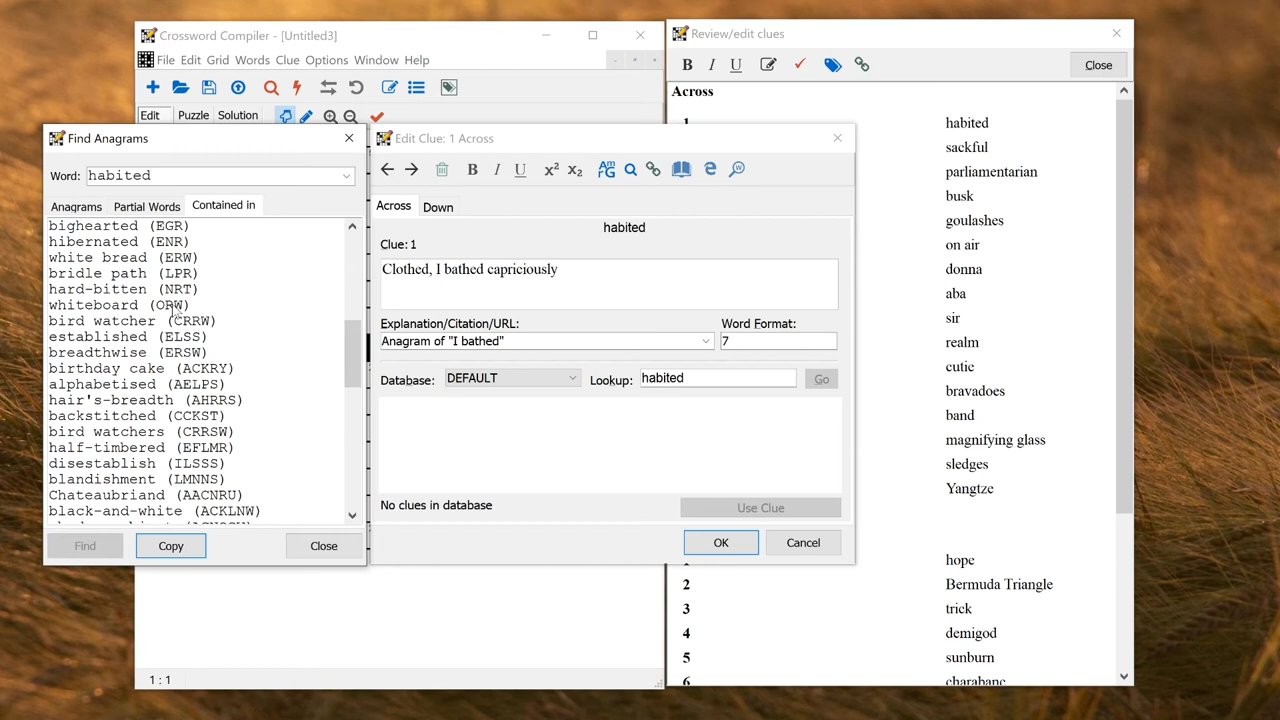 Crossword Compiler - [Untitled3]
File Edit Grid Words Clue Options Window Help
Edit Puzzle Solution
Find Anagrams
Word: habited
Anagrams Partial Words Contained in
bighearted (EGR)
hibernated (ENR)
white bread (ERW)
bridle path (LPR)
hard-bitten (NRT)
whiteboard (ORW)
bird watcher (CRRW)
established (ELSS)
breadthwise (ERSW)
birthday cake (ACKRY)
alphabetised (AELPS)
hair's-breadth (AHRRS)
backstitched (CCKST)
bird watchers (CRRSW)
half-timbered (EFLMR)
disestablish (ILSSS)
blandishment (LMNNS)
Chateaubriand (AACNRU)
black-and-white (ACKLNW)
Find Copy Close
1 : 1
Edit Clue: 1 Across
B I U x² x₂
Across Down
habited
Clue: 1
Clothed, I bathed capriciously
Explanation/Citation/URL: Word Format:
Anagram of "I bathed" 7
Database: DEFAULT Lookup: habited Go
No clues in database Use Clue
OK Cancel
Review/edit clues
B I U Close
Across
1 habited
sackful
parliamentarian
busk
goulashes
on air
donna
aba
sir
realm
cutie
bravadoes
band
magnifying glass
sledges
Yangtze
hope
2 Bermuda Triangle
3 trick
4 demigod
5 sunburn
6 charabanc